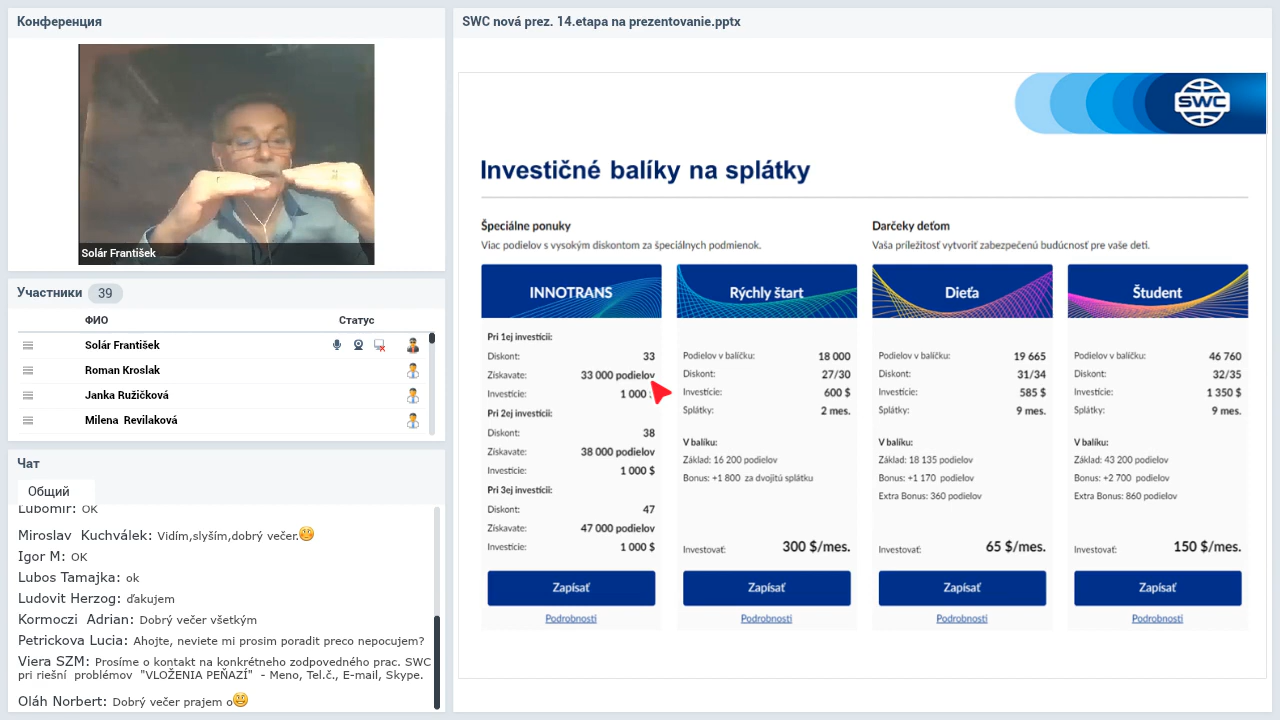 Конференция
Solár František
Участники 39
ФИО Статус
Solár František
Roman Kroslak
Janka Ružičková
Milena Revilaková
Чат
Общий
Lubomir: OK
Miroslav Kuchválek: Vidím,slyším,dobrý večer.
Igor M: OK
Lubos Tamajka: ok
Ludovit Herzog: ďakujem
Kormoczi Adrian: Dobrý večer všetkým
Petrickova Lucia: Ahojte, neviete mi prosim poradit preco nepocujem?
Viera SZM: Prosíme o kontakt na konkrétneho zodpovedného prac. SWC
pri riešní problémov "VLOŽENIA PEŇAZÍ" - Meno, Tel.č., E-mail, Skype.
Oláh Norbert: Dobrý večer prajem o
SWC nová prez. 14.etapa na prezentovanie.pptx
SWC
Investičné balíky na splátky
Špeciálne ponuky
Viac podielov s vysokým diskontom za špeciálnych podmienok.
Darčeky deťom
Vaša príležitosť vytvoriť zabezpečenú budúcnosť pre vaše deti.
INNOTRANS
Pri 1ej investícii:
Diskont: 33
Získavate: 33 000 podielov
Investície: 1 000
Pri 2ej investícii:
Diskont: 38
Získavate: 38 000 podielov
Investície: 1 000 $
Pri 3ej investícii:
Diskont: 47
Získavate: 47 000 podielov
Investície: 1 000 $
Zapísať
Podrobnosti
Rýchly štart
Podielov v balíčku: 18 000
Diskont: 27/30
Investície: 600 $
Splátky: 2 mes.
V balíku:
Základ: 16 200 podielov
Bonus: +1 800 za dvojitú splátku
Investovať: 300 $/mes.
Zapísať
Podrobnosti
Dieťa
Podielov v balíčku: 19 665
Diskont: 31/34
Investície: 585 $
Splátky: 9 mes.
V balíku:
Základ: 18 135 podielov
Bonus: +1 170 podielov
Extra Bonus: 360 podielov
Investovať: 65 $/mes.
Zapísať
Podrobnosti
Študent
Podielov v balíčku: 46 760
Diskont: 32/35
Investície: 1 350 $
Splátky: 9 mes.
V balíku:
Základ: 43 200 podielov
Bonus: +2 700 podielov
Extra Bonus: 860 podielov
Investovať: 150 $/mes.
Zapísať
Podrobnosti